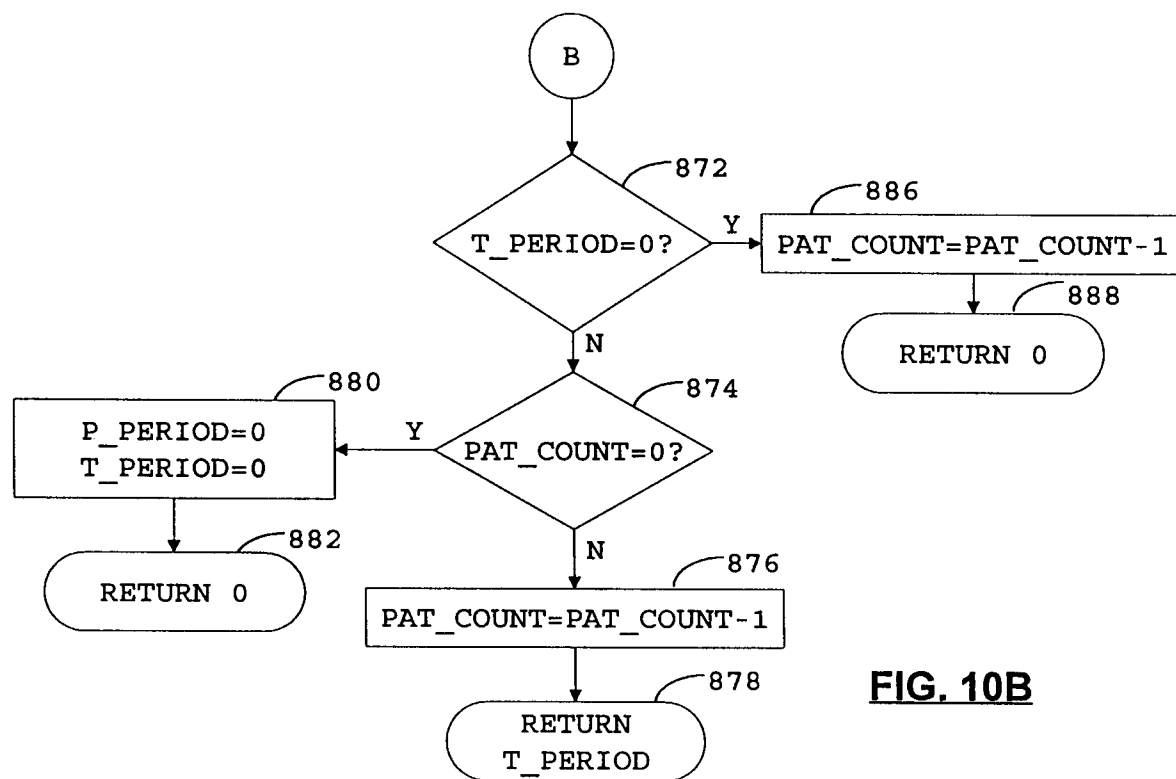 B
872
T_PERIOD=0?
Y
886
PAT_COUNT=PAT_COUNT-1
888
RETURN 0
N
874
PAT_COUNT=0?
Y
880
P_PERIOD=0
T_PERIOD=0
882
RETURN 0
N
876
PAT_COUNT=PAT_COUNT-1
878
RETURN
T_PERIOD
FIG. 10B